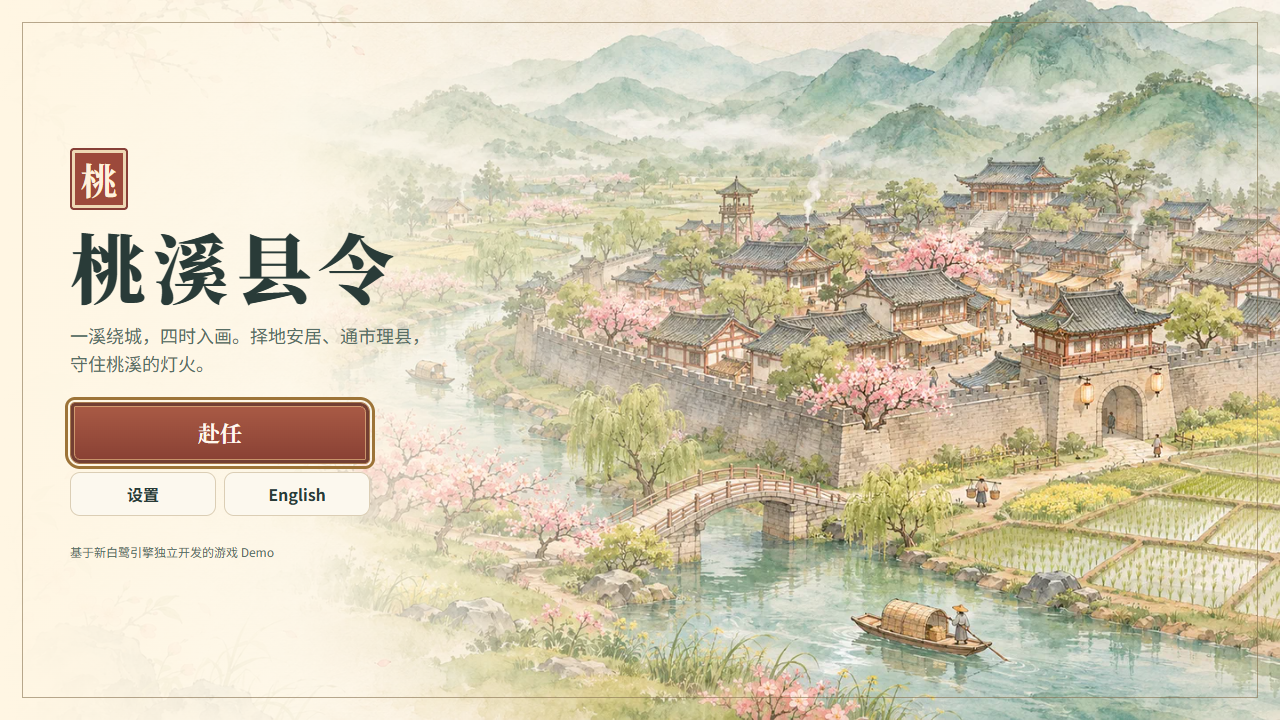 桃
桃溪县令
一溪绕城，四时入画。择地安居、通市理县，
守住桃溪的灯火。
赴任
设置
English
基于新白鹭引擎独立开发的游戏 Demo